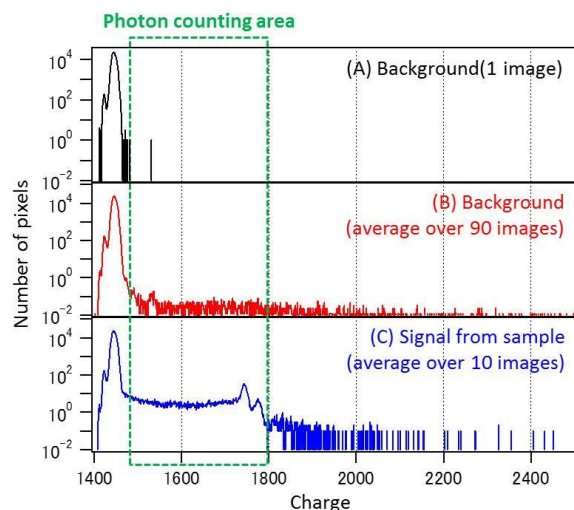 Photon counting area
10⁴
10²
10⁰
10⁻²
(A) Background(1 image)
10⁴
10²
10⁰
10⁻²
(B) Background
(average over 90 images)
10⁴
10²
10⁰
10⁻²
(C) Signal from sample
(average over 10 images)
Number of pixels
1400 1600 1800 2000 2200 2400
Charge